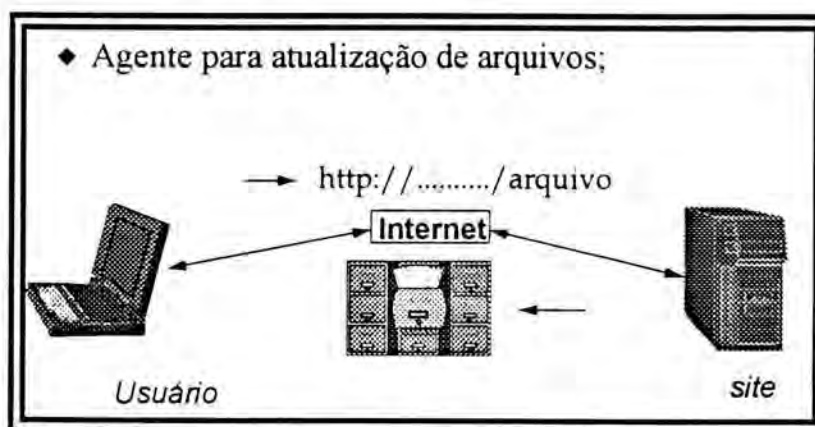 ◆ Agente para atualização de arquivos;
http://........../arquivo
Internet
Usuário
site